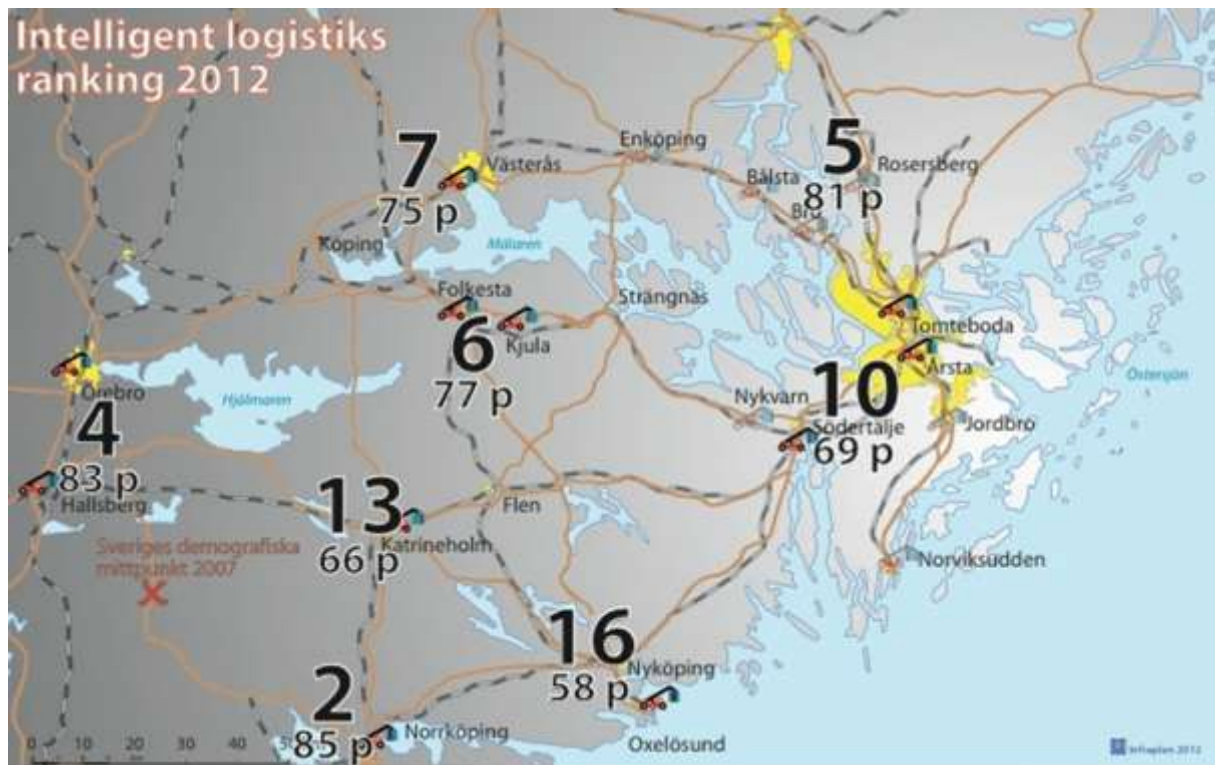 Intelligent logistiks
ranking 2012
7
75 p
Västerås
Enköping
5
Rosersberg
81 p
Bålsta
Bro
Köping
Mälaren
Folkesta
Strängnäs
Kjula
6
77 p
Tomteboda
Årsta
Östersjön
Örebro
Hjälmaren
4
83 p
Hallsberg
Nykvarn
10
Södertälje
69 p
Jordbro
13
66 p
Katrineholm
Flen
Sveriges demografiska
mittpunkt 2007
Norviksudden
16
58 p
Nyköping
Oxelösund
2
85 p
Norrköping
0 10 20 30 40
Infraplan 2012